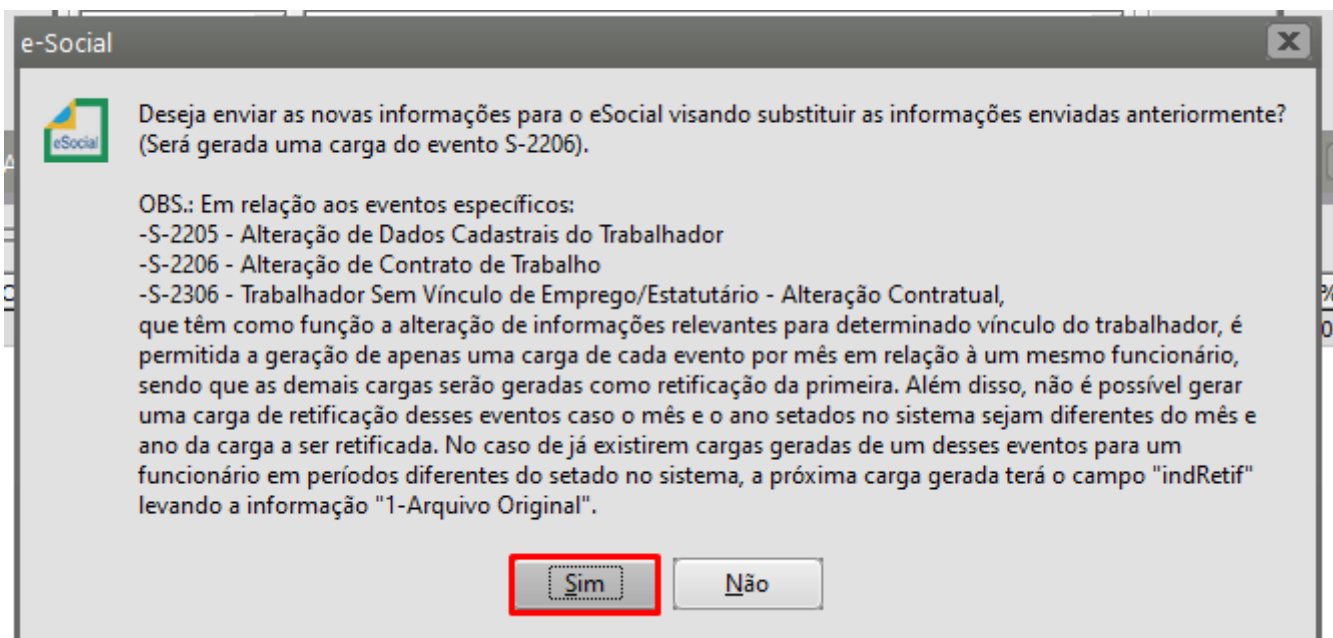 e-Social
eSocial
Deseja enviar as novas informações para o eSocial visando substituir as informações enviadas anteriormente?
(Será gerada uma carga do evento S-2206).
OBS.: Em relação aos eventos específicos:
-S-2205 - Alteração de Dados Cadastrais do Trabalhador
-S-2206 - Alteração de Contrato de Trabalho
-S-2306 - Trabalhador Sem Vínculo de Emprego/Estatutário - Alteração Contratual,
que têm como função a alteração de informações relevantes para determinado vínculo do trabalhador, é
permitida a geração de apenas uma carga de cada evento por mês em relação à um mesmo funcionário,
sendo que as demais cargas serão geradas como retificação da primeira. Além disso, não é possível gerar
uma carga de retificação desses eventos caso o mês e o ano setados no sistema sejam diferentes do mês e
ano da carga a ser retificada. No caso de já existirem cargas geradas de um desses eventos para um
funcionário em períodos diferentes do setado no sistema, a próxima carga gerada terá o campo "indRetif"
levando a informação "1-Arquivo Original".
Sim Não